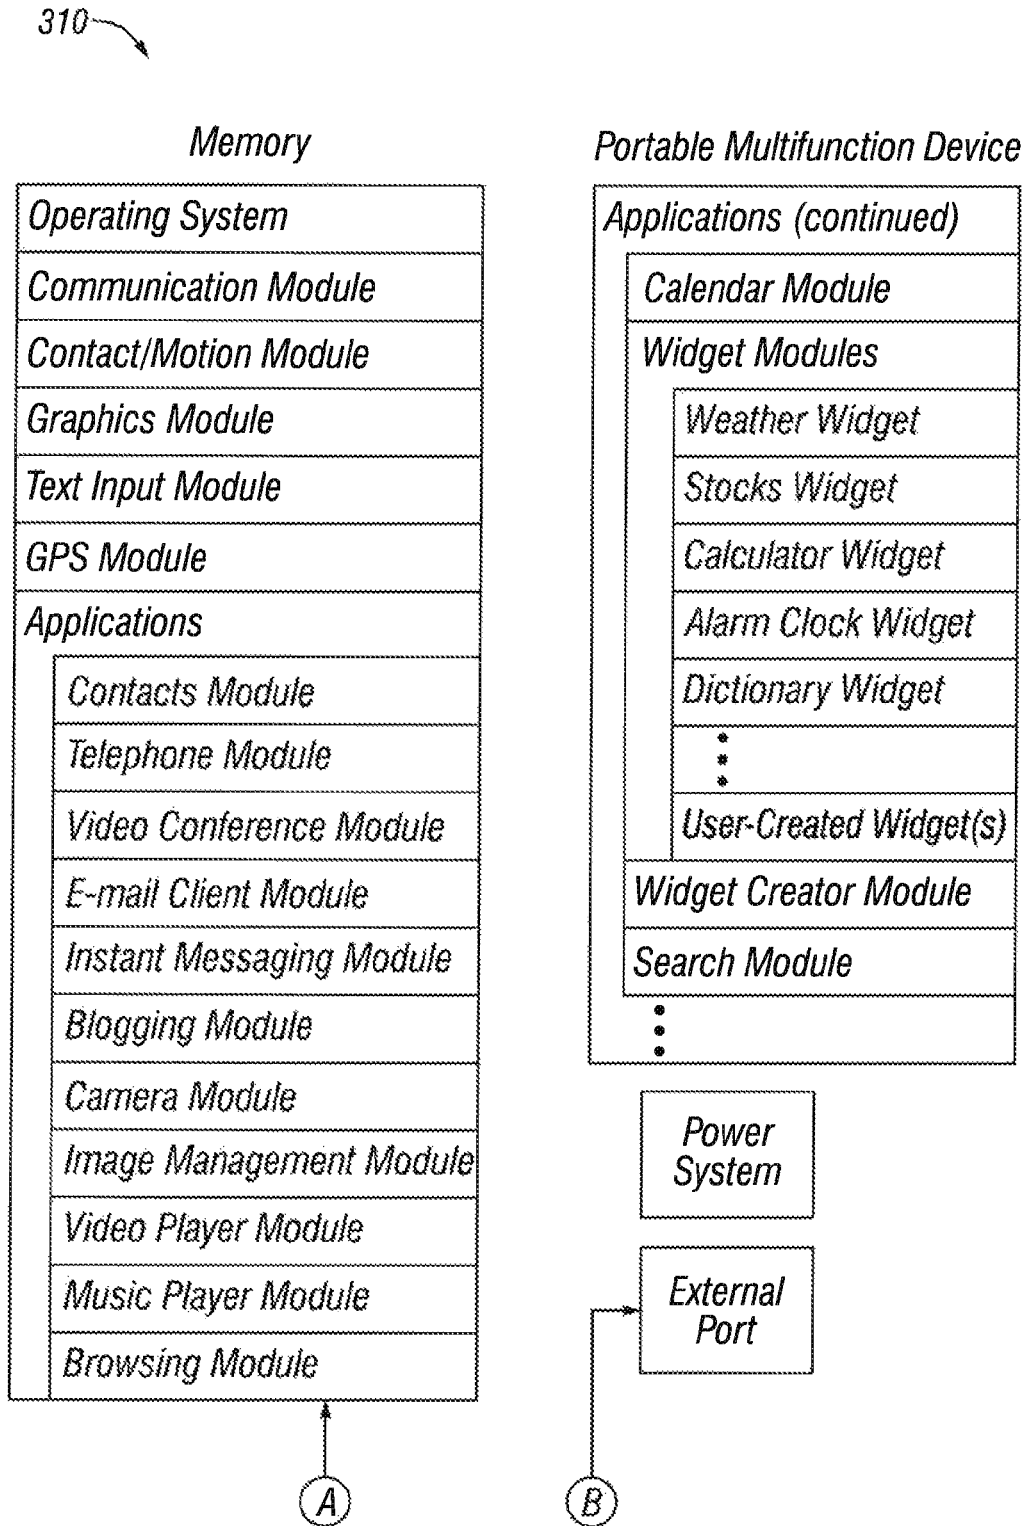 310
Memory
Operating System
Communication Module
Contact/Motion Module
Graphics Module
Text Input Module
GPS Module
Applications
Contacts Module
Telephone Module
Video Conference Module
E-mail Client Module
Instant Messaging Module
Blogging Module
Camera Module
Image Management Module
Video Player Module
Music Player Module
Browsing Module
A
Portable Multifunction Device
Applications (continued)
Calendar Module
Widget Modules
Weather Widget
Stocks Widget
Calculator Widget
Alarm Clock Widget
Dictionary Widget
User-Created Widget(s)
Widget Creator Module
Search Module
Power
System
External
Port
B